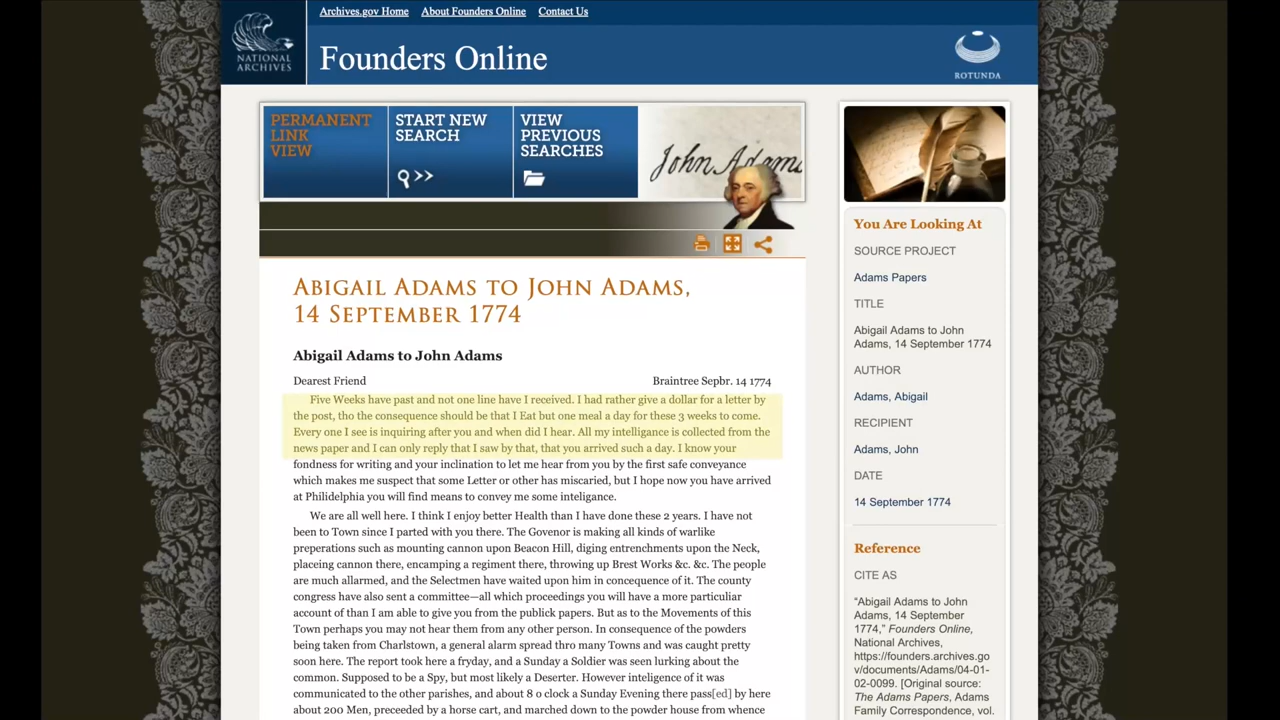 Archives.gov Home About Founders Online Contact Us
NATIONAL
ARCHIVES
Founders Online
ROTUNDA
PERMANENT
LINK
VIEW
START NEW
SEARCH
VIEW
PREVIOUS
SEARCHES
John Adams
ABIGAIL ADAMS TO JOHN ADAMS,
14 SEPTEMBER 1774
Abigail Adams to John Adams
Dearest Friend Braintree Sepbr. 14 1774
Five Weeks have past and not one line have I received. I had rather give a dollar for a letter by
the post, tho the consequence should be that I Eat but one meal a day for these 3 weeks to come.
Every one I see is inquiring after you and when did I hear. All my intelligance is collected from the
news paper and I can only reply that I saw by that, that you arrived such a day. I know your
fondness for writing and your inclination to let me hear from you by the first safe conveyance
which makes me suspect that some Letter or other has miscaried, but I hope now you have arrived
at Philidelphia you will find means to convey me some inteligance.
We are all well here. I think I enjoy better Health than I have done these 2 years. I have not
been to Town since I parted with you there. The Govenor is making all kinds of warlike
preperations such as mounting cannon upon Beacon Hill, diging entrenchments upon the Neck,
placeing cannon there, encamping a regiment there, throwing up Brest Works &c. &c. The people
are much allarmed, and the Selectmen have waited upon him in concequence of it. The county
congress have also sent a committee—all which proceedings you will have a more particuliar
account of than I am able to give you from the publick papers. But as to the Movements of this
Town perhaps you may not hear them from any other person. In consequence of the powders
being taken from Charlstown, a general alarm spread thro many Towns and was caught pretty
soon here. The report took here a fryday, and a Sunday a Soldier was seen lurking about the
common. Supposed to be a Spy, but most likely a Deserter. However inteligence of it was
communicated to the other parishes, and about 8 o clock a Sunday Evening there pass[ed] by here
about 200 Men, preceeded by a horse cart, and marched down to the powder house from whence
You Are Looking At
SOURCE PROJECT
Adams Papers
TITLE
Abigail Adams to John
Adams, 14 September 1774
AUTHOR
Adams, Abigail
RECIPIENT
Adams, John
DATE
14 September 1774
Reference
CITE AS
“Abigail Adams to John
Adams, 14 September
1774,” Founders Online,
National Archives,
https://founders.archives.go
v/documents/Adams/04-01-
02-0099. [Original source:
The Adams Papers, Adams
Family Correspondence, vol.